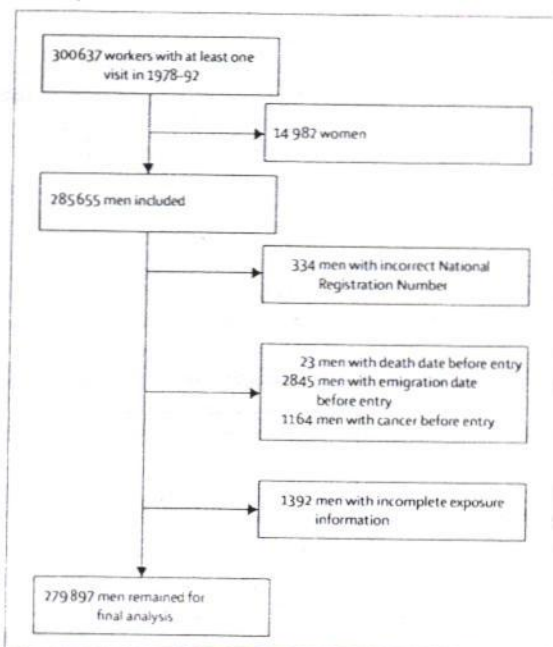 300637 workers with at least one
visit in 1978–92
14 982 women
285655 men included
334 men with incorrect National
Registration Number
23 men with death date before entry
2845 men with emigration date
before entry
1164 men with cancer before entry
1392 men with incomplete exposure
information
279897 men remained for
final analysis